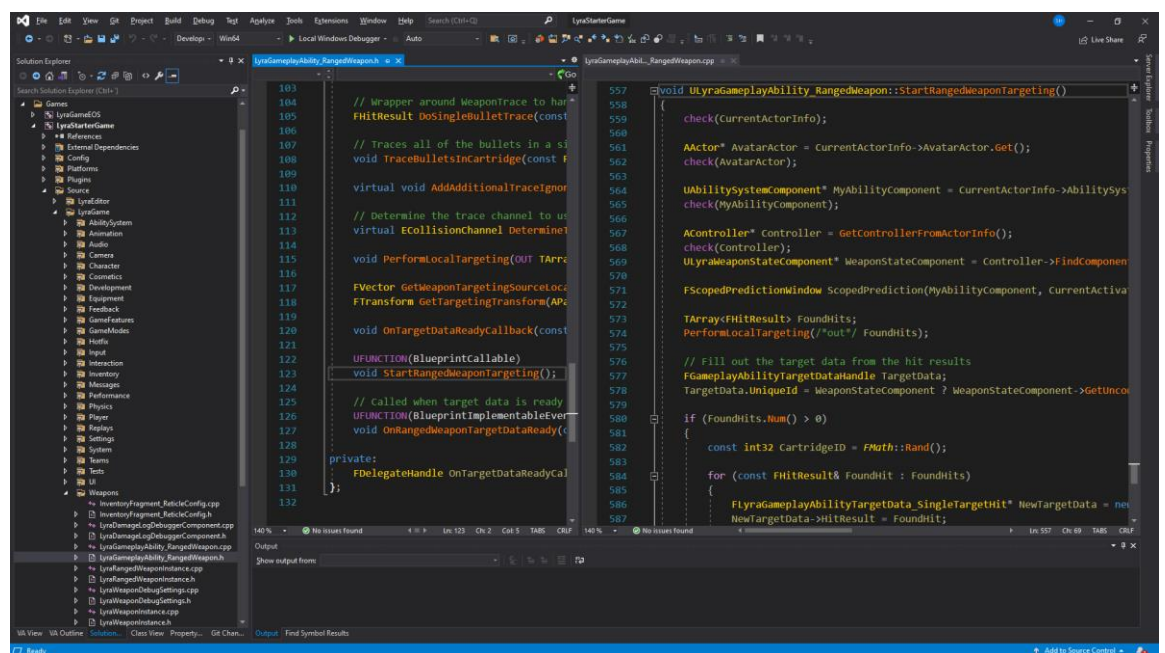 File Edit View Git Project Build Debug Test Analyze Tools Extensions Window Help Search (Ctrl+Q) LyraStarterGame
Develop Win64 Local Windows Debugger Auto Live Share
Solution Explorer
Search Solution Explorer (Ctrl+')
Games
LyraGameEOS
LyraStarterGame
References
External Dependencies
Config
Platforms
Plugins
Source
LyraEditor
LyraGame
AbilitySystem
Animation
Audio
Camera
Character
Cosmetics
Development
Equipment
Feedback
GameFeatures
GameModes
Hotfix
Input
Interaction
Inventory
Messages
Performance
Physics
Player
Replays
Settings
System
Teams
Tests
UI
Weapons
InventoryFragment_ReticleConfig.cpp
InventoryFragment_ReticleConfig.h
LyraDamageLogDebuggerComponent.cpp
LyraDamageLogDebuggerComponent.h
LyraGameplayAbility_RangedWeapon.cpp
LyraGameplayAbility_RangedWeapon.h
LyraRangedWeaponInstance.cpp
LyraRangedWeaponInstance.h
LyraWeaponDebugSettings.cpp
LyraWeaponDebugSettings.h
LyraWeaponInstance.cpp
LyraWeaponInstance.h
VA View VA Outline Solution... Class View Property... Git Chan...
LyraGameplayAbility_RangedWeapon.h
Go
103
104 // Wrapper around WeaponTrace to han
105 FHitResult DoSingleBulletTrace(const
106
107 // Traces all of the bullets in a si
108 void TraceBulletsInCartridge(const F
109
110 virtual void AddAdditionalTraceIgnor
111
112 // Determine the trace channel to us
113 virtual ECollisionChannel DetermineT
114
115 void PerformLocalTargeting(OUT TArra
116
117 FVector GetWeaponTargetingSourceLoca
118 FTransform GetTargetingTransform(APa
119
120 void OnTargetDataReadyCallback(const
121
122 UFUNCTION(BlueprintCallable)
123 void StartRangedWeaponTargeting();
124
125 // Called when target data is ready
126 UFUNCTION(BlueprintImplementableEven
127 void OnRangedWeaponTargetDataReady(c
128
129 private:
130 FDelegateHandle OnTargetDataReadyCal
131 };
132
140 % No issues found Ln: 123 Ch: 2 Col: 5 TABS CRLF
LyraGameplayAbil..._RangedWeapon.cpp
557 void ULyraGameplayAbility_RangedWeapon::StartRangedWeaponTargeting()
558 {
559 check(CurrentActorInfo);
560
561 AActor* AvatarActor = CurrentActorInfo->AvatarActor.Get();
562 check(AvatarActor);
563
564 UAbilitySystemComponent* MyAbilityComponent = CurrentActorInfo->AbilitySys
565 check(MyAbilityComponent);
566
567 AController* Controller = GetControllerFromActorInfo();
568 check(Controller);
569 ULyraWeaponStateComponent* WeaponStateComponent = Controller->FindComponen
570
571 FScopedPredictionWindow ScopedPrediction(MyAbilityComponent, CurrentActiva
572
573 TArray<FHitResult> FoundHits;
574 PerformLocalTargeting(/*out*/ FoundHits);
575
576 // Fill out the target data from the hit results
577 FGameplayAbilityTargetDataHandle TargetData;
578 TargetData.UniqueId = WeaponStateComponent ? WeaponStateComponent->GetUncon
579
580 if (FoundHits.Num() > 0)
581 {
582 const int32 CartridgeID = FMath::Rand();
583
584 for (const FHitResult& FoundHit : FoundHits)
585 {
586 FLyraGameplayAbilityTargetData_SingleTargetHit* NewTargetData = new
587 NewTargetData->HitResult = FoundHit;
140 % No issues found Ln: 557 Ch: 69 TABS CRLF
Server Explorer
Toolbox
Properties
Output
Show output from:
Output Find Symbol Results
Ready Add to Source Control